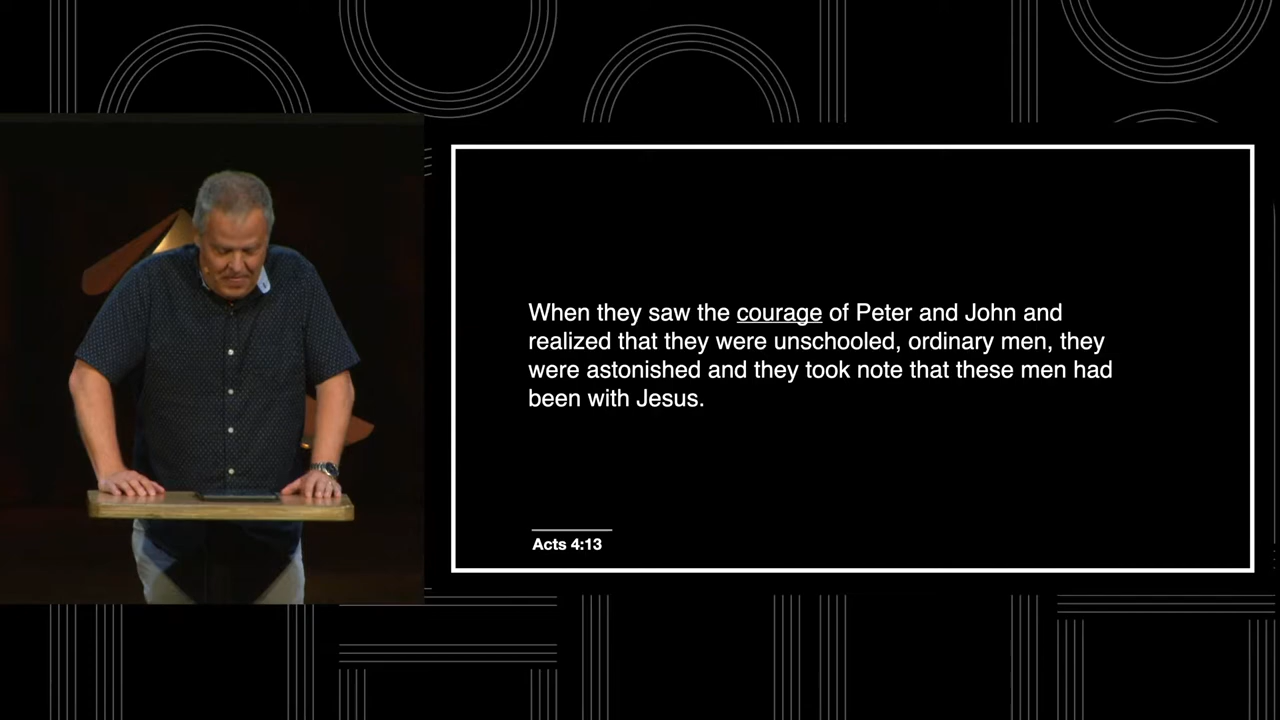 When they saw the courage of Peter and John and
realized that they were unschooled, ordinary men, they
were astonished and they took note that these men had
been with Jesus.
Acts 4:13